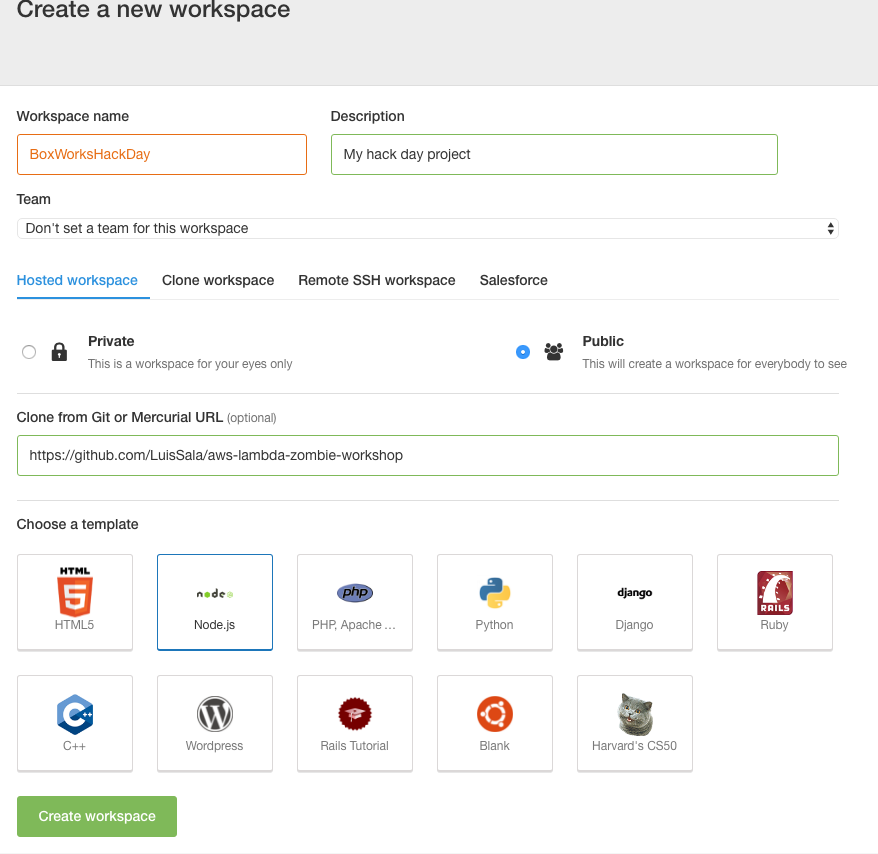 Create a new workspace
Workspace name
Description
BoxWorksHackDay
My hack day project
Team
Don't set a team for this workspace
Hosted workspace
Clone workspace
Remote SSH workspace
Salesforce
Private
This is a workspace for your eyes only
Public
This will create a workspace for everybody to see
Clone from Git or Mercurial URL (optional)
https://github.com/LuisSala/aws-lambda-zombie-workshop
Choose a template
HTML
5
HTML5
node
Node.js
php
PHP, Apache ...
Python
django
Django
RAILS
Ruby
C++
C++
W
Wordpress
Rails Tutorial
Blank
Harvard's CS50
Create workspace